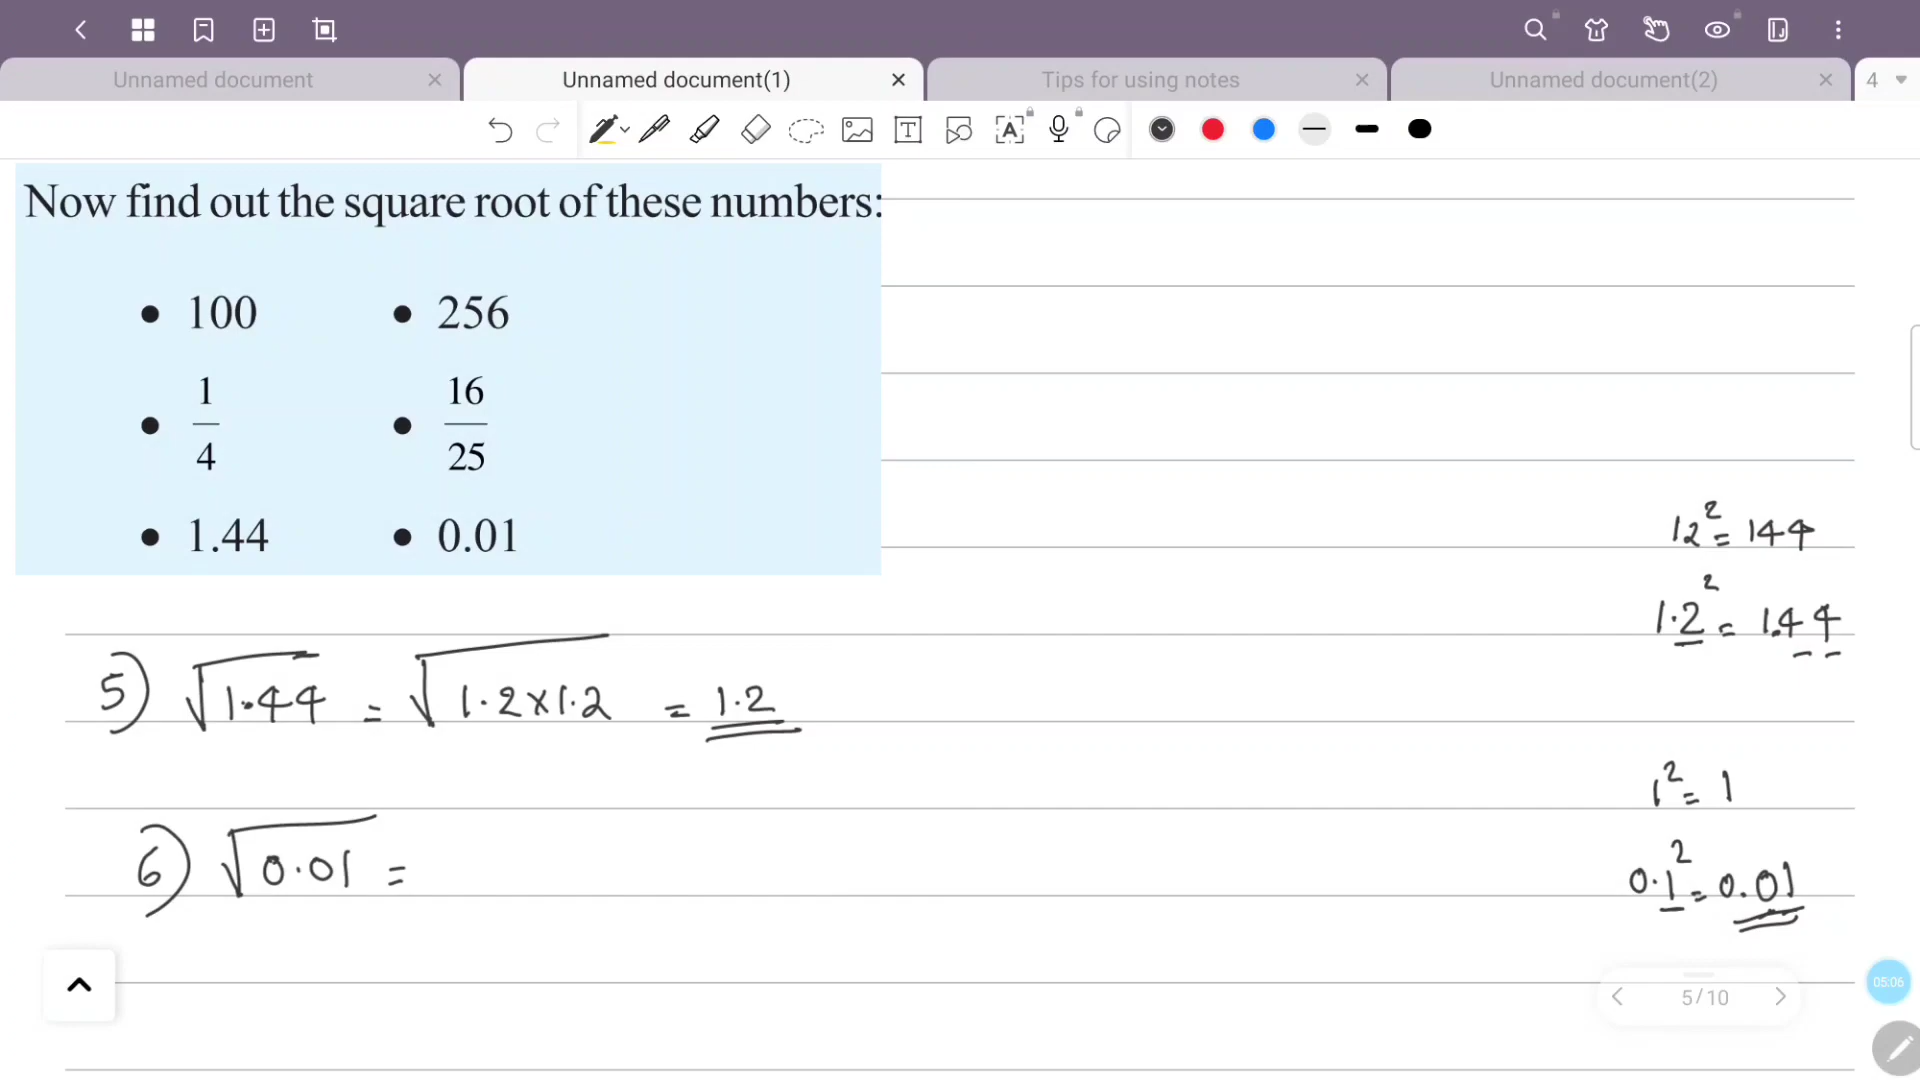 Unnamed document
Unnamed document(1)
Tips for using notes
Unnamed document(2)
4
Now find out the square root of these numbers:
• 100 • 256
• 1/4 • 16/25
• 1.44 • 0.01
12² = 144
1.2² = 1.44
5) √1.44 = √1.2×1.2 = 1.2
1² = 1
6) √0.01 =
0.1² = 0.01
5/10
05:06